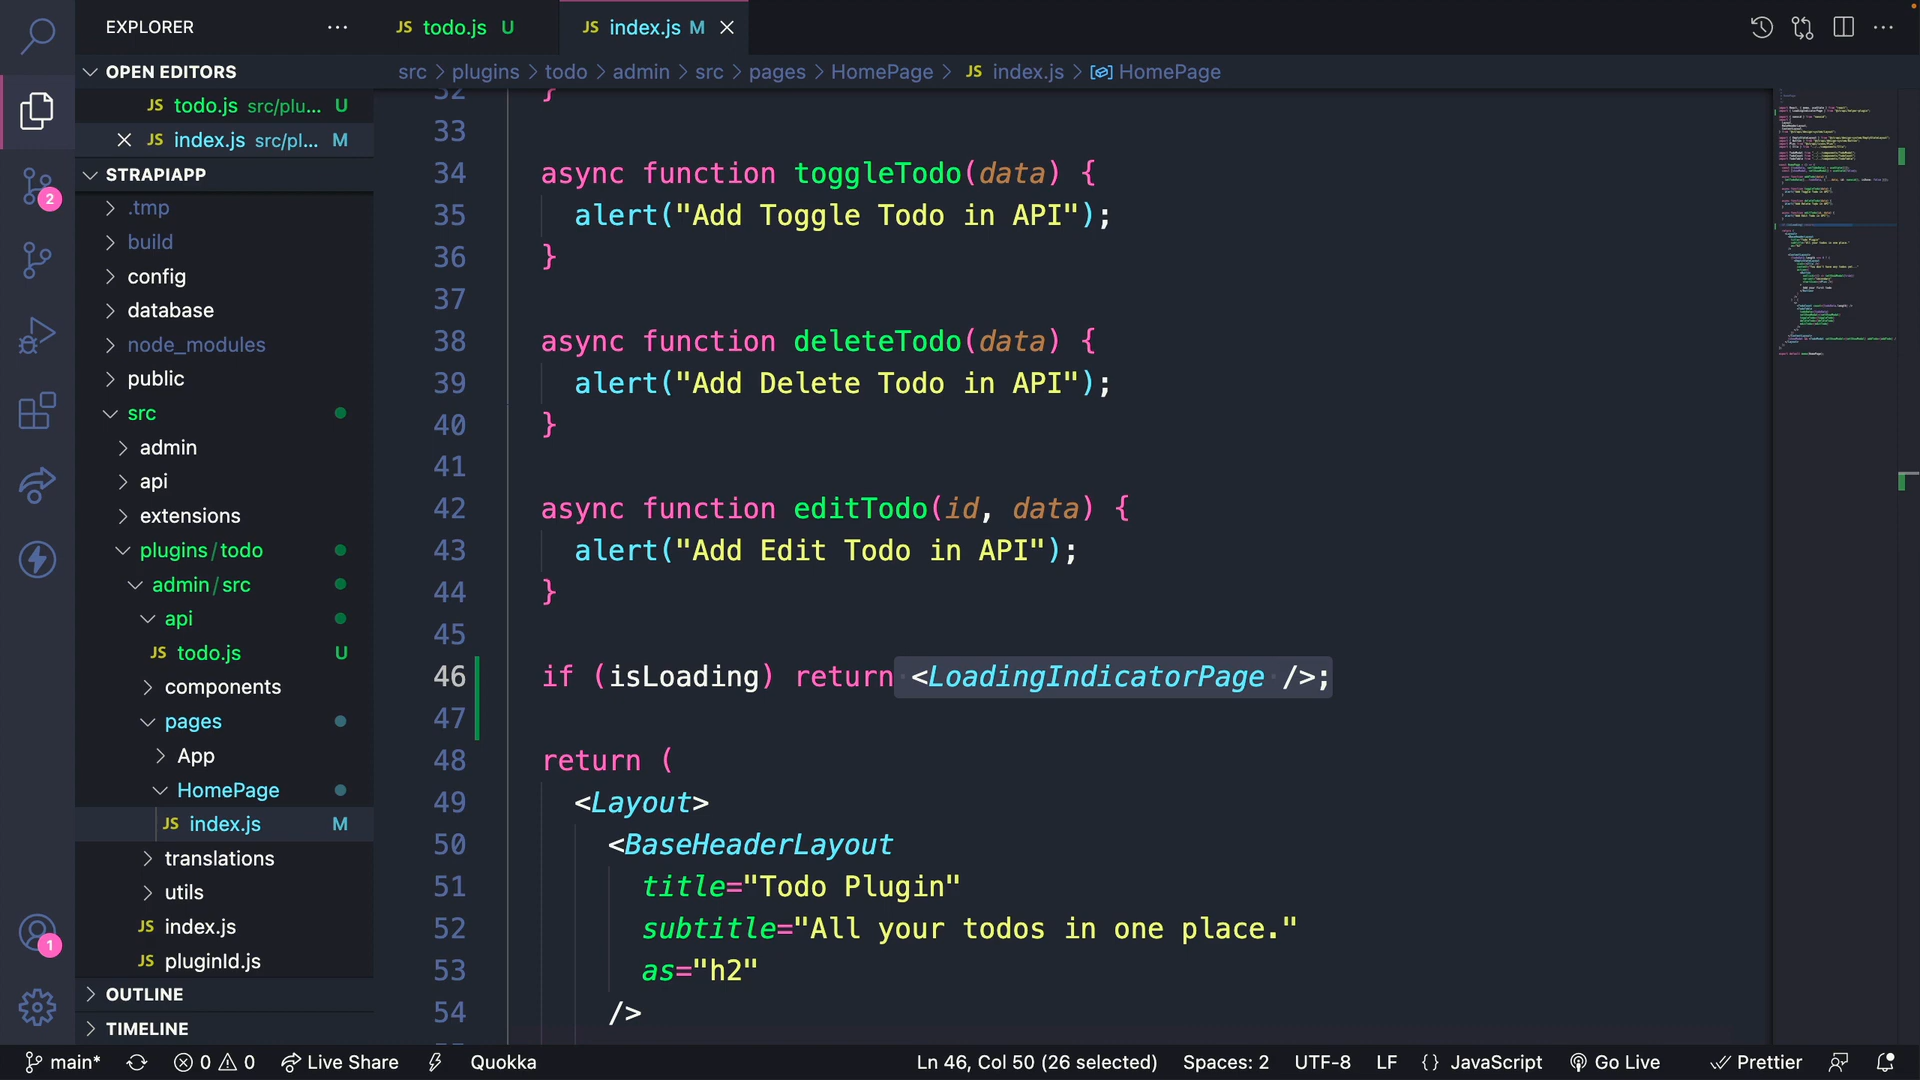 EXPLORER
JS todo.js U
JS index.js M
OPEN EDITORS
JS todo.js src/plu... U
JS index.js src/pl... M
STRAPIAPP
.tmp
build
config
database
node_modules
public
src
admin
api
extensions
plugins/todo
admin/src
api
JS todo.js U
components
pages
App
HomePage
JS index.js M
translations
utils
JS index.js
JS pluginId.js
OUTLINE
TIMELINE
2
1
src > plugins > todo > admin > src > pages > HomePage > JS index.js > HomePage
32 }
33
34 async function toggleTodo(data) {
35 alert("Add Toggle Todo in API");
36 }
37
38 async function deleteTodo(data) {
39 alert("Add Delete Todo in API");
40 }
41
42 async function editTodo(id, data) {
43 alert("Add Edit Todo in API");
44 }
45
46 if (isLoading) return <LoadingIndicatorPage />;
47
48 return (
49 <Layout>
50 <BaseHeaderLayout
51 title="Todo Plugin"
52 subtitle="All your todos in one place."
53 as="h2"
54 />
main* 0 0 Live Share Quokka Ln 46, Col 50 (26 selected) Spaces: 2 UTF-8 LF {} JavaScript Go Live Prettier